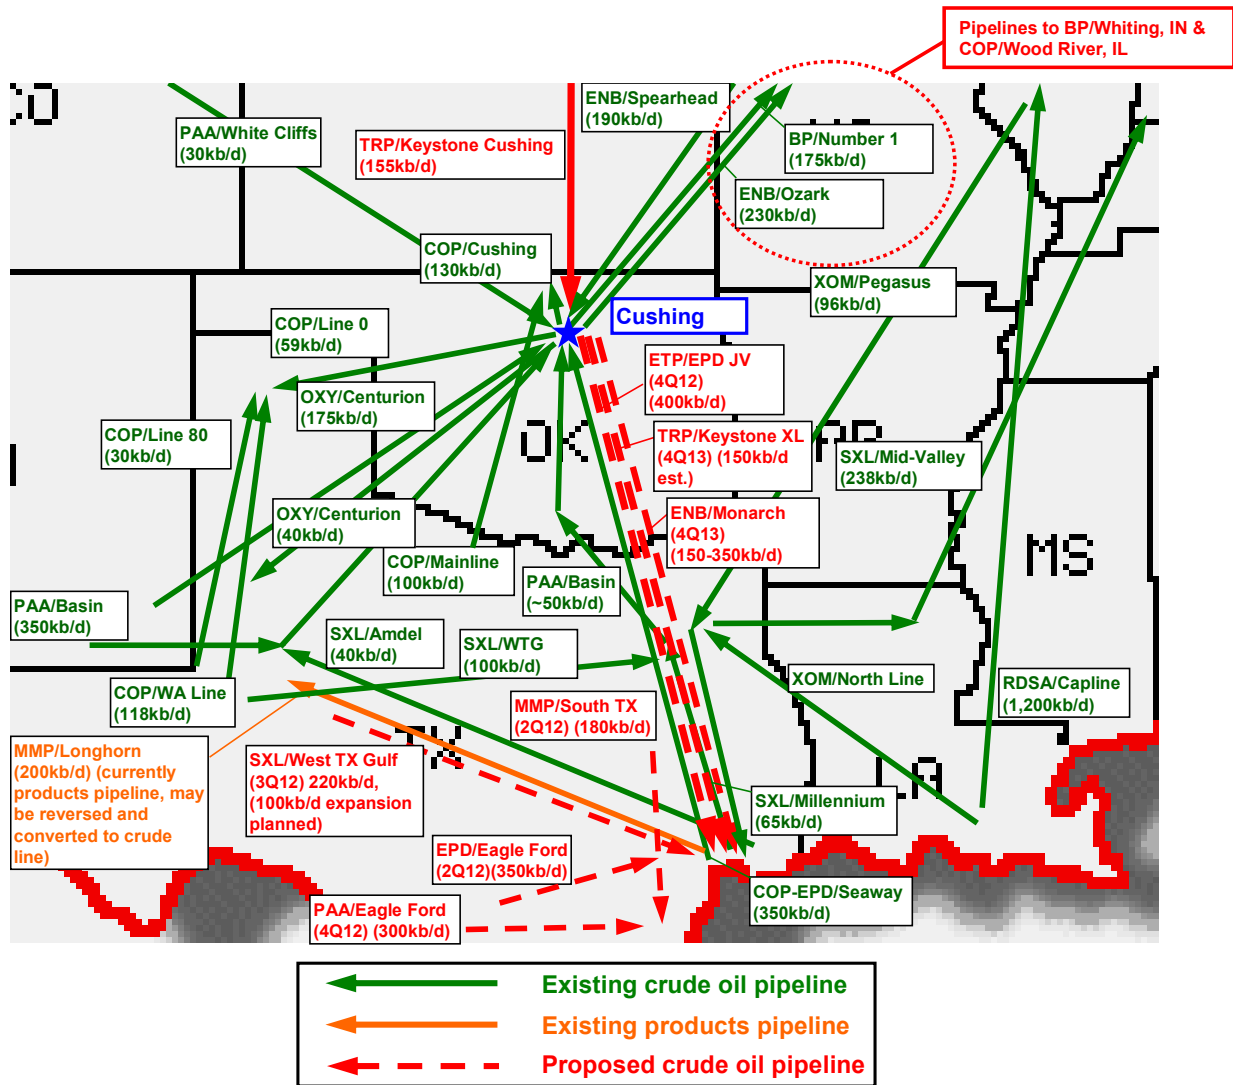 Pipelines to BP/Whiting, IN &
COP/Wood River, IL
CO
ENB/Spearhead
(190kb/d)
PAA/White Cliffs
(30kb/d)
TRP/Keystone Cushing
(155kb/d)
BP/Number 1
(175kb/d)
ENB/Ozark
(230kb/d)
COP/Cushing
(130kb/d)
XOM/Pegasus
(96kb/d)
Cushing
COP/Line 0
(59kb/d)
ETP/EPD JV
(4Q12)
(400kb/d)
OXY/Centurion
(175kb/d)
COP/Line 80
(30kb/d)
OK
TRP/Keystone XL
(4Q13) (150kb/d
est.)
AR
SXL/Mid-Valley
(238kb/d)
OXY/Centurion
(40kb/d)
ENB/Monarch
(4Q13)
(150-350kb/d)
MS
COP/Mainline
(100kb/d)
PAA/Basin
(~50kb/d)
PAA/Basin
(350kb/d)
SXL/Amdel
(40kb/d)
SXL/WTG
(100kb/d)
XOM/North Line
RDSA/Capline
(1,200kb/d)
COP/WA Line
(118kb/d)
MMP/South TX
(2Q12) (180kb/d)
TX
LA
MMP/Longhorn
(200kb/d) (currently
products pipeline, may
be reversed and
converted to crude
line)
SXL/West TX Gulf
(3Q12) 220kb/d,
(100kb/d expansion
planned)
SXL/Millennium
(65kb/d)
EPD/Eagle Ford
(2Q12)(350kb/d)
COP-EPD/Seaway
(350kb/d)
PAA/Eagle Ford
(4Q12) (300kb/d)
Existing crude oil pipeline
Existing products pipeline
Proposed crude oil pipeline